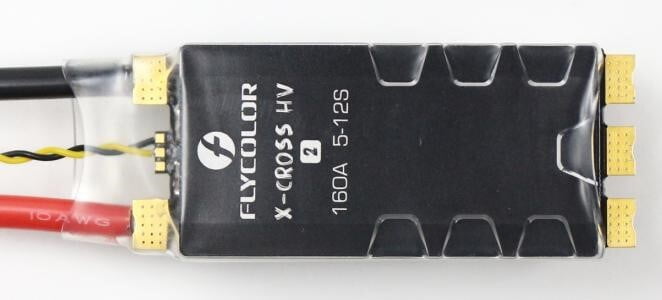 FLYCOLOR
X-CROSS HV
2
160A 5-12S
10AWG